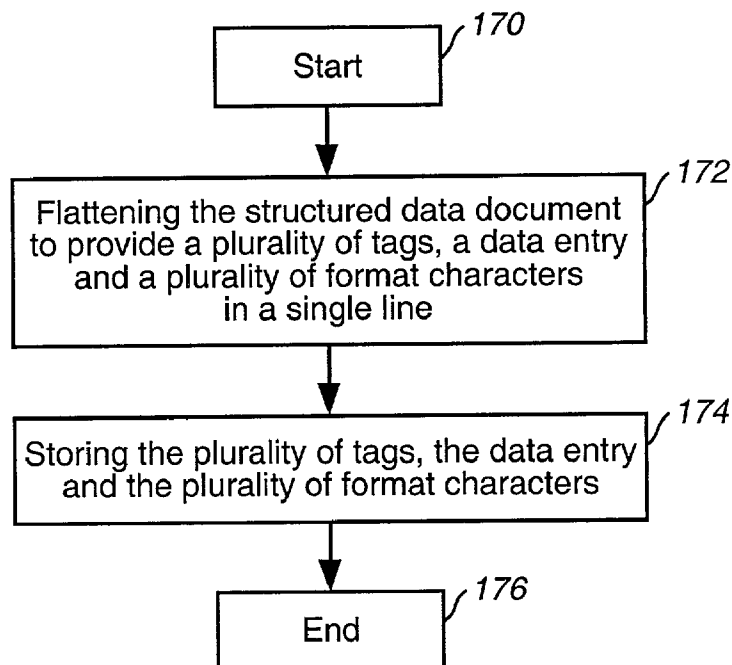 170
Start
172
Flattening the structured data document
to provide a plurality of tags, a data entry
and a plurality of format characters
in a single line
174
Storing the plurality of tags, the data entry
and the plurality of format characters
176
End